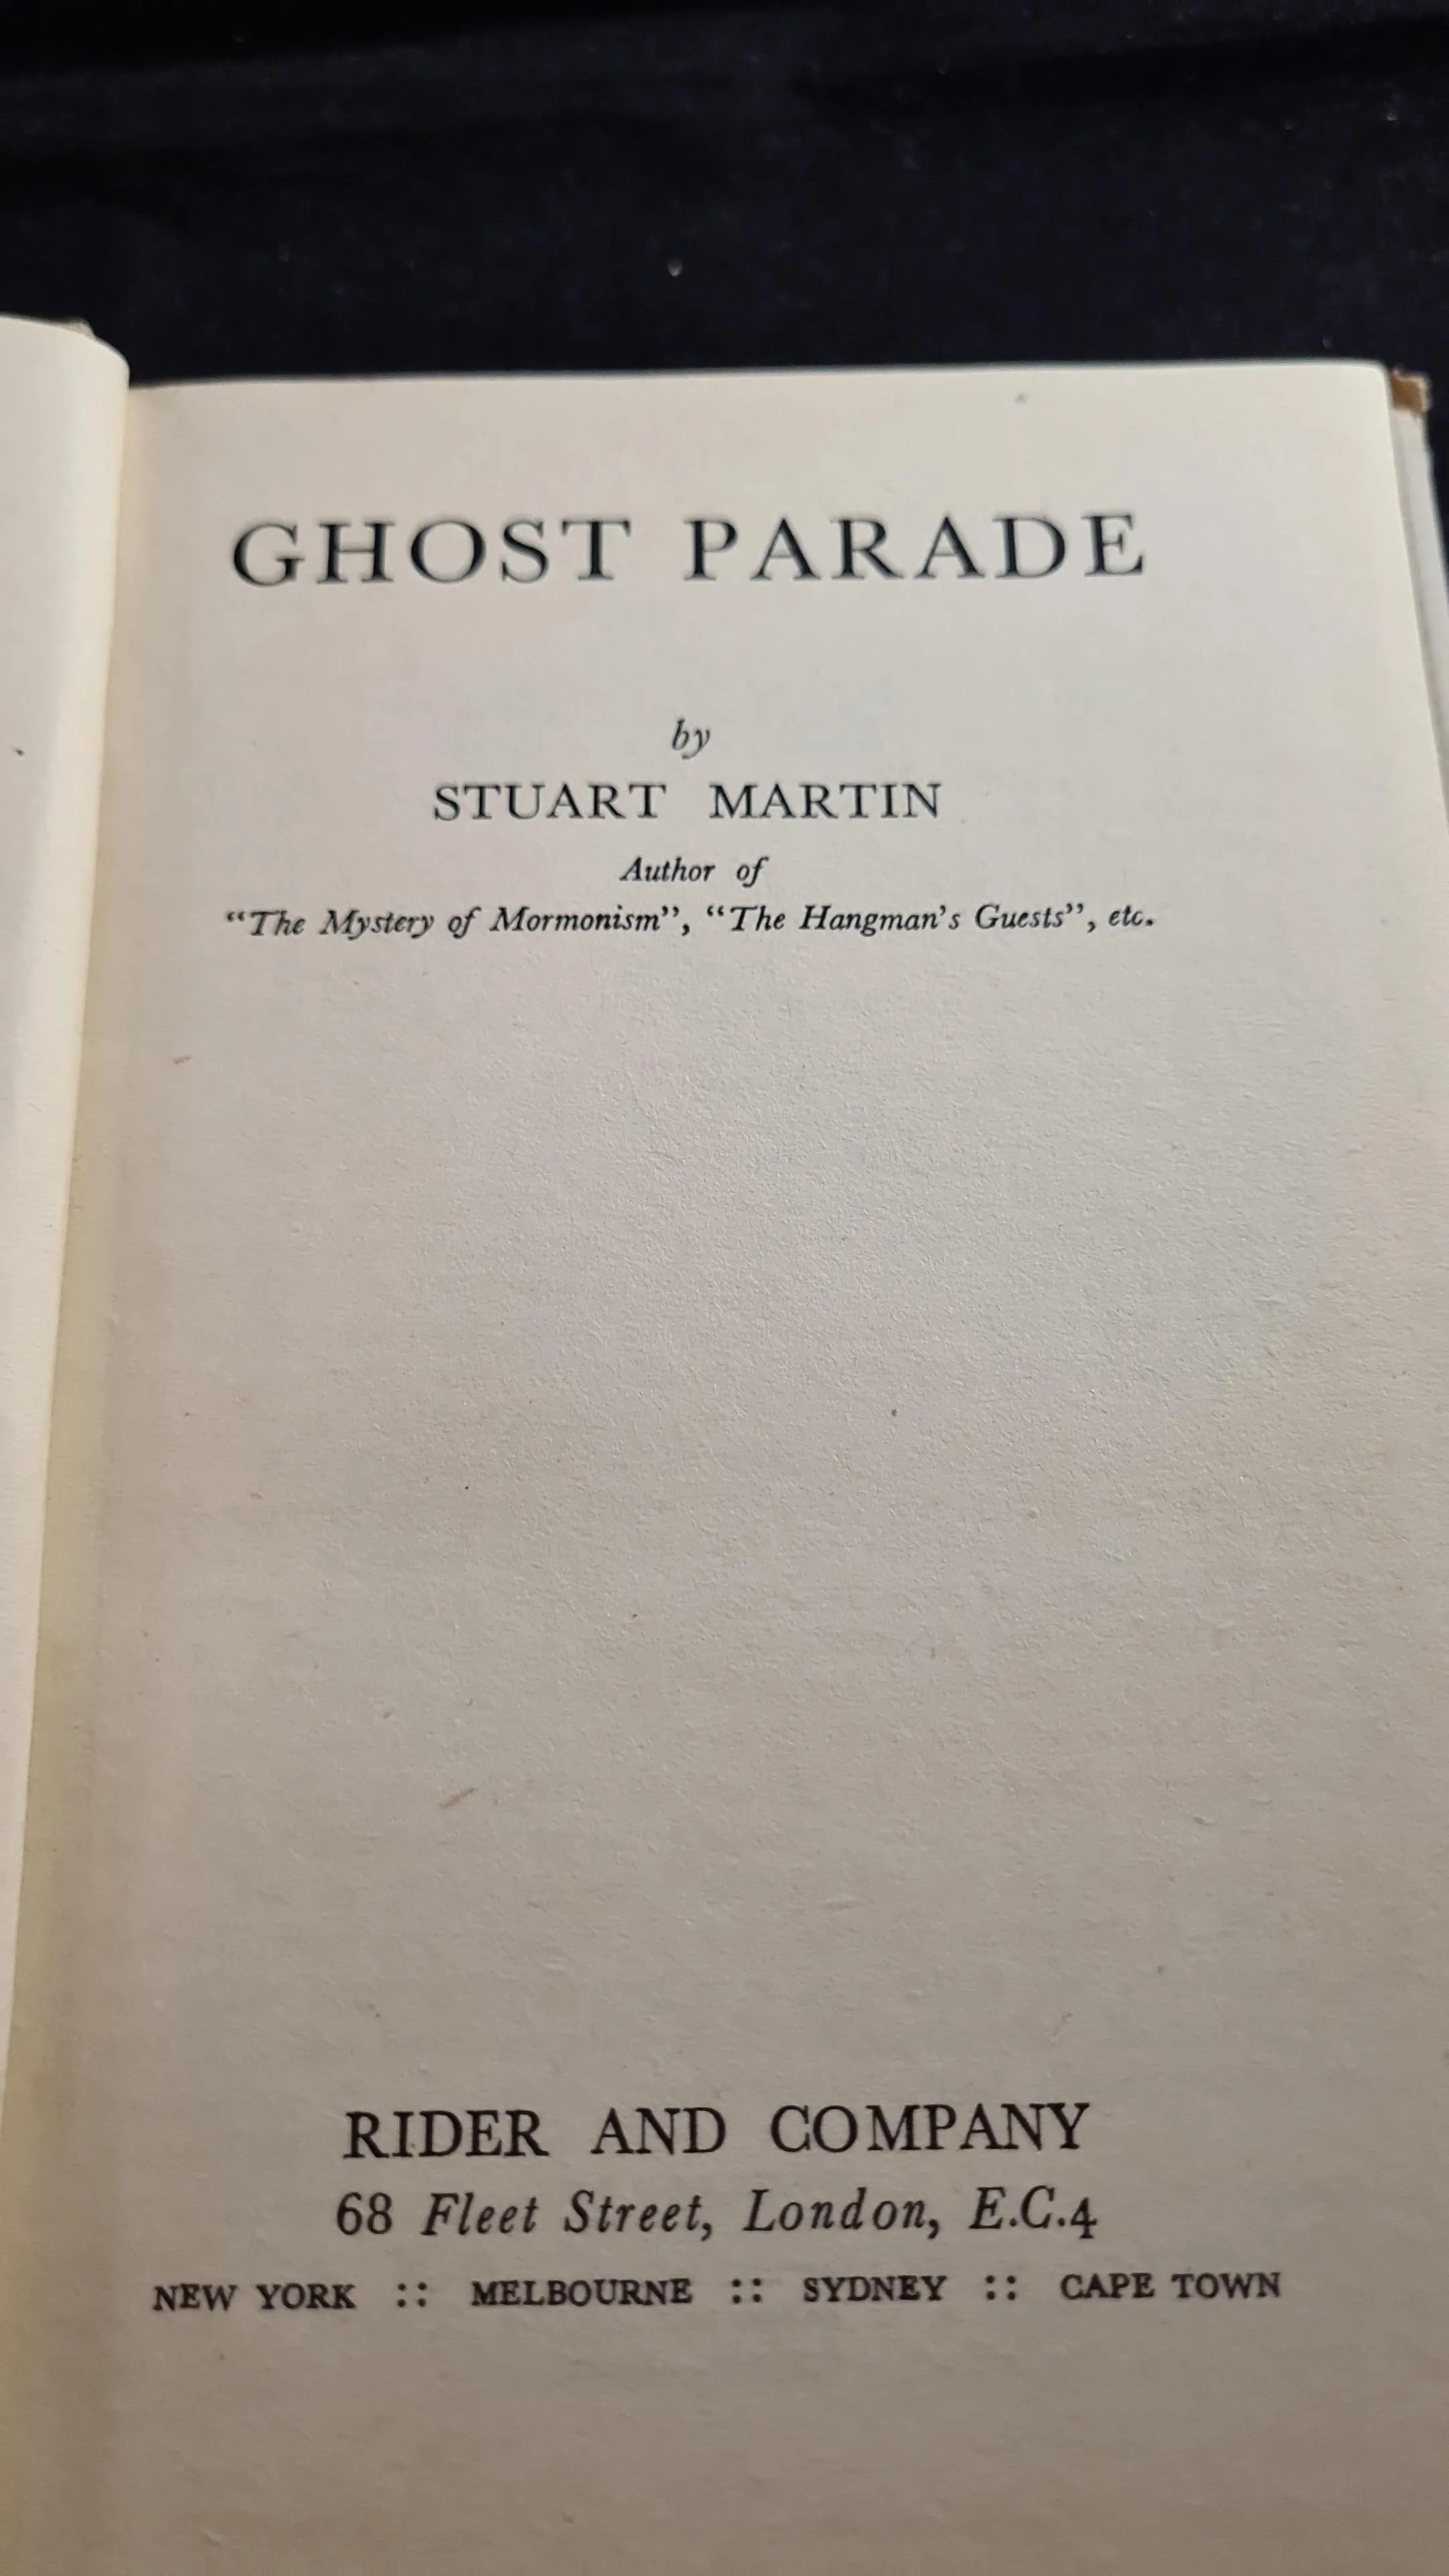 GHOST PARADE
by
STUART MARTIN
Author of
“The Mystery of Mormonism”, “The Hangman’s Guests”, etc.
RIDER AND COMPANY
68 Fleet Street, London, E.C.4
NEW YORK :: MELBOURNE :: SYDNEY :: CAPE TOWN